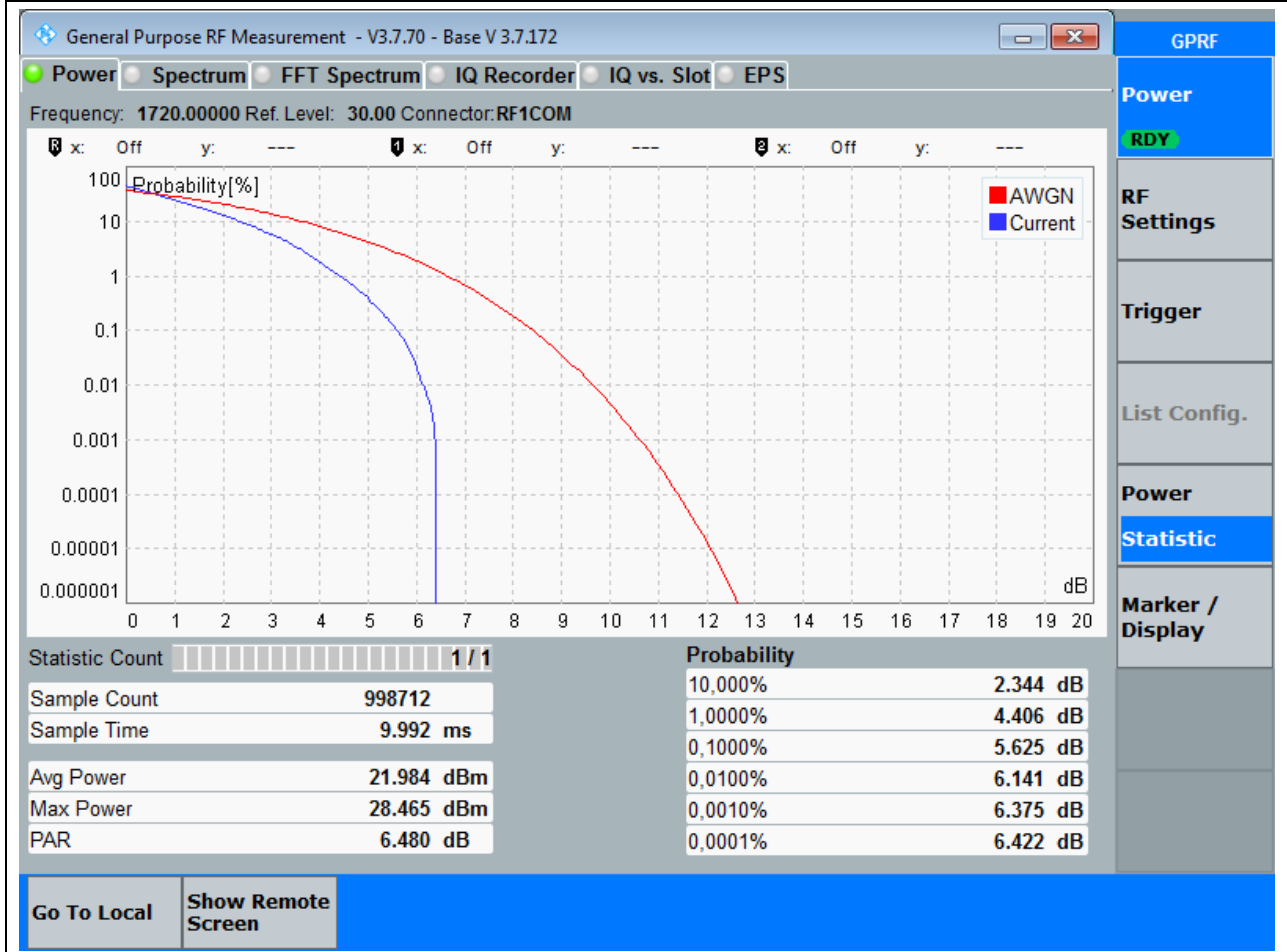 General Purpose RF Measurement - V3.7.70 - Base V 3.7.172
GPRF
Power Spectrum FFT Spectrum IQ Recorder IQ vs. Slot EPS
Frequency: 1720.00000 Ref. Level: 30.00 Connector: RF1COM
R x: Off y: --- 1 x: Off y: --- 2 x: Off y: ---
Probability[%]
AWGN
Current
100
10
1
0.1
0.01
0.001
0.0001
0.00001
0.000001
dB
0 1 2 3 4 5 6 7 8 9 10 11 12 13 14 15 16 17 18 19 20
Statistic Count 1 / 1
Sample Count 998712
Sample Time 9.992 ms
Avg Power 21.984 dBm
Max Power 28.465 dBm
PAR 6.480 dB
Probability
10,000% 2.344 dB
1,0000% 4.406 dB
0,1000% 5.625 dB
0,0100% 6.141 dB
0,0010% 6.375 dB
0,0001% 6.422 dB
Power
RDY
RF
Settings
Trigger
List Config.
Power
Statistic
Marker /
Display
Go To Local
Show Remote
Screen